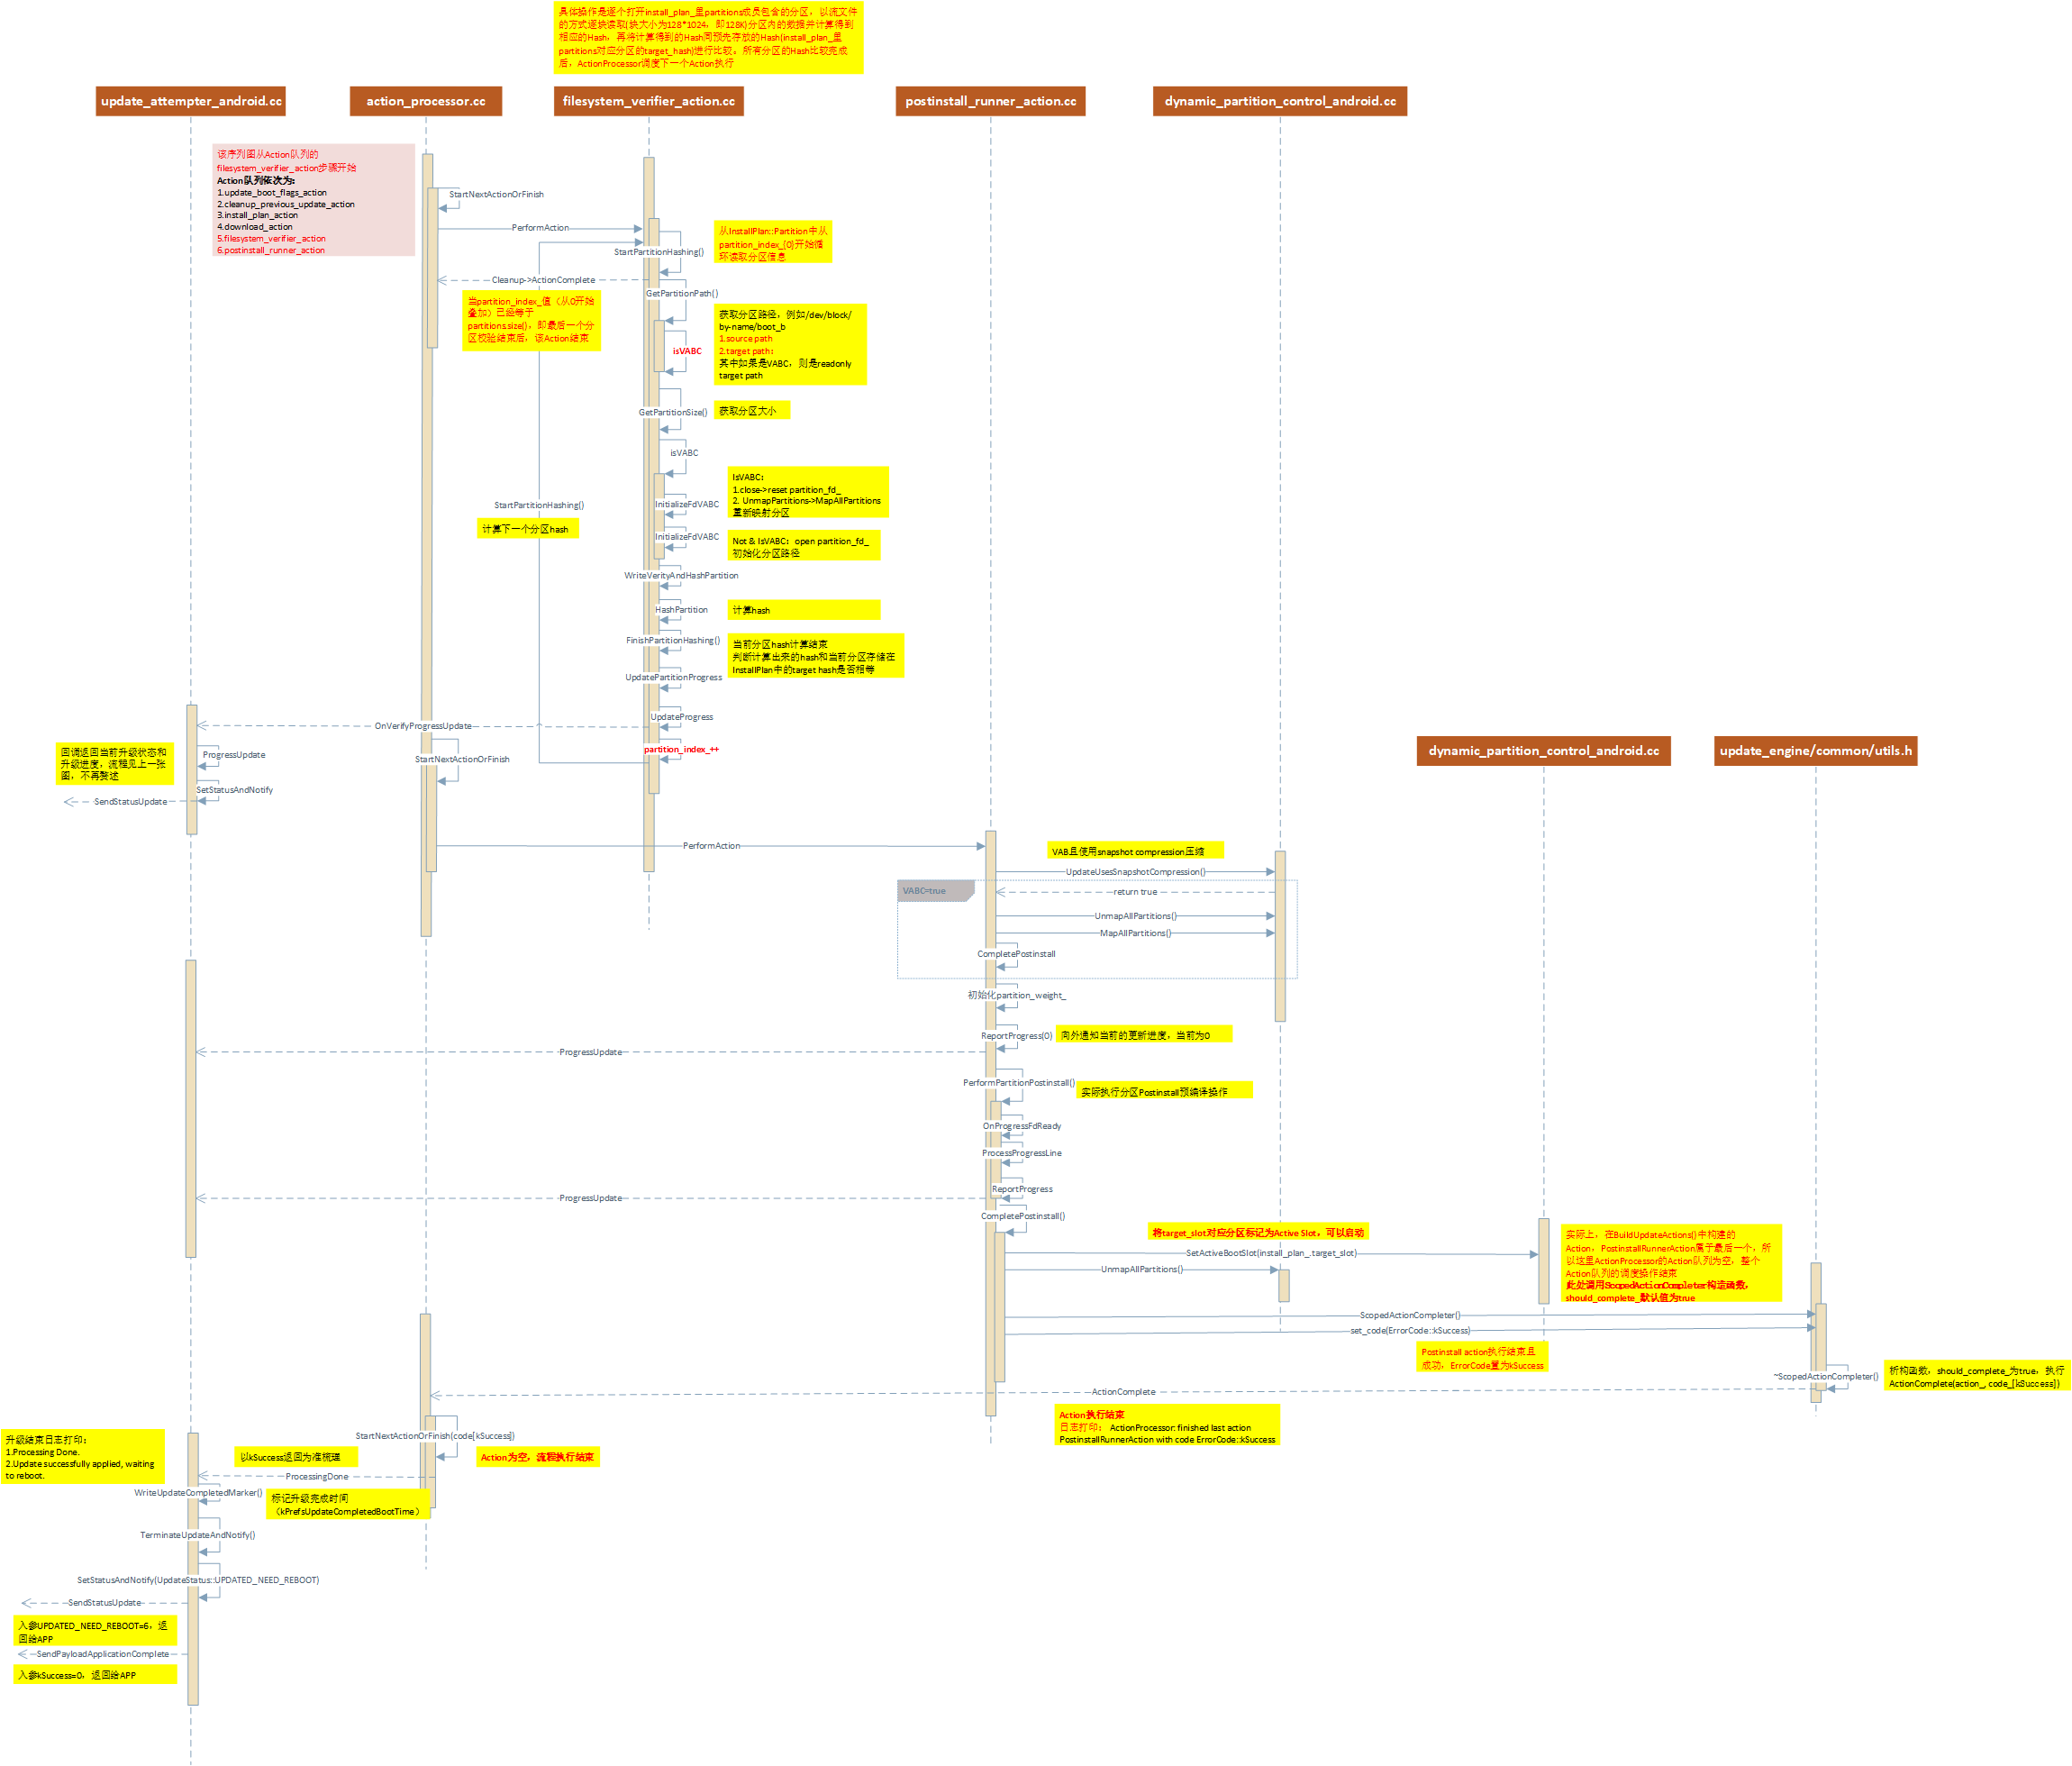 具体操作是逐个打开install_plan_里partitions成员包含的分区，以流文件
的方式逐块读取(块大小为128*1024，即128K)分区内的数据并计算得到
相应的Hash，再将计算得到的Hash同预先存放的Hash(install_plan_里
partitions对应分区的target_hash)进行比较。所有分区的Hash比较完成
后，ActionProcessor调度下一个Action执行
update_attempter_android.cc
action_processor.cc
filesystem_verifier_action.cc
postinstall_runner_action.cc
dynamic_partition_control_android.cc
该序列图从Action队列的
filesystem_verifier_action步骤开始
Action队列依次为：
1.update_boot_flags_action
2.cleanup_previous_update_action
3.install_plan_action
4.download_action
5.filesystem_verifier_action
6.postinstall_runner_action
StartNextActionOrFinish
PerformAction
StartPartitionHashing()
从InstallPlan::Partition中从
partition_index_{0}开始循
环读取分区信息
Cleanup->ActionComplete
GetPartitionPath()
当partition_index_值（从0开始
叠加）已经等于
partitions.size()，即最后一个分
区校验结束后，该Action结束
获取分区路径，例如/dev/block/
by-name/boot_b
1.source path
2.target path：
其中如果是VABC，则是readonly
target path
isVABC
GetPartitionSize()
获取分区大小
isVABC
IsVABC：
1.close->reset partition_fd_
2. UnmapPartitions->MapAllPartitions
重新映射分区
StartPartitionHashing()
InitializeFdVABC
计算下一个分区hash
InitializeFdVABC
Not & IsVABC：open partition_fd_
初始化分区路径
WriteVerityAndHashPartition
HashPartition
计算hash
FinishPartitionHashing()
当前分区hash计算结束
判断计算出来的hash和当前分区存储在
InstallPlan中的target hash是否相等
UpdatePartitionProgress
UpdateProgress
OnVerifyProgressUpdate
partition_index_++
回调返回当前升级状态和
升级进度，流程见上一张
图，不再赘述
ProgressUpdate
StartNextActionOrFinish
dynamic_partition_control_android.cc
update_engine/common/utils.h
SetStatusAndNotify
SendStatusUpdate
PerformAction
VAB且使用snapshot compression压缩
UpdateUsesSnapshotCompression()
VABC=true
return true
UnmapAllPartitions()
MapAllPartitions()
CompletePostinstall
初始化partition_weight_
ReportProgress(0)
向外通知当前的更新进度，当前为0
ProgressUpdate
PerformPartitionPostinstall()
实际执行分区Postinstall预编译操作
OnProgressFdReady
ProcessProgressLine
ReportProgress
ProgressUpdate
CompletePostinstall()
将target_slot对应分区标记为Active Slot，可以启动
SetActiveBootSlot(install_plan_.target_slot)
实际上，在BuildUpdateActions()中构建的
Action，PostinstallRunnerAction属于最后一个，所
以这里ActionProcessor的Action队列为空，整个
Action队列的调度操作结束
此处调用ScopedActionCompleter构造函数，
should_complete_默认值为true
UnmapAllPartitions()
ScopedActionCompleter()
set_code(ErrorCode::kSuccess)
Postinstall action执行结束且
成功，ErrorCode置为kSuccess
~ScopedActionCompleter()
析构函数，should_complete_为true，执行
ActionComplete(action_, code_[kSuccess])
ActionComplete
Action执行结束
日志打印： ActionProcessor: finished last action
PostinstallRunnerAction with code ErrorCode::kSuccess
StartNextActionOrFinish(code[kSuccess])
升级结束日志打印：
1.Processing Done.
2.Update successfully applied, waiting
to reboot.
以kSuccess返回为准梳理
Action为空，流程执行结束
ProcessingDone
WriteUpdateCompletedMarker()
标记升级完成时间
（kPrefsUpdateCompletedBootTime）
TerminateUpdateAndNotify()
SetStatusAndNotify(UpdateStatus::UPDATED_NEED_REBOOT)
SendStatusUpdate
入参UPDATED_NEED_REBOOT=6，返
回给APP
SendPayloadApplicationComplete
入参kSuccess=0，返回给APP